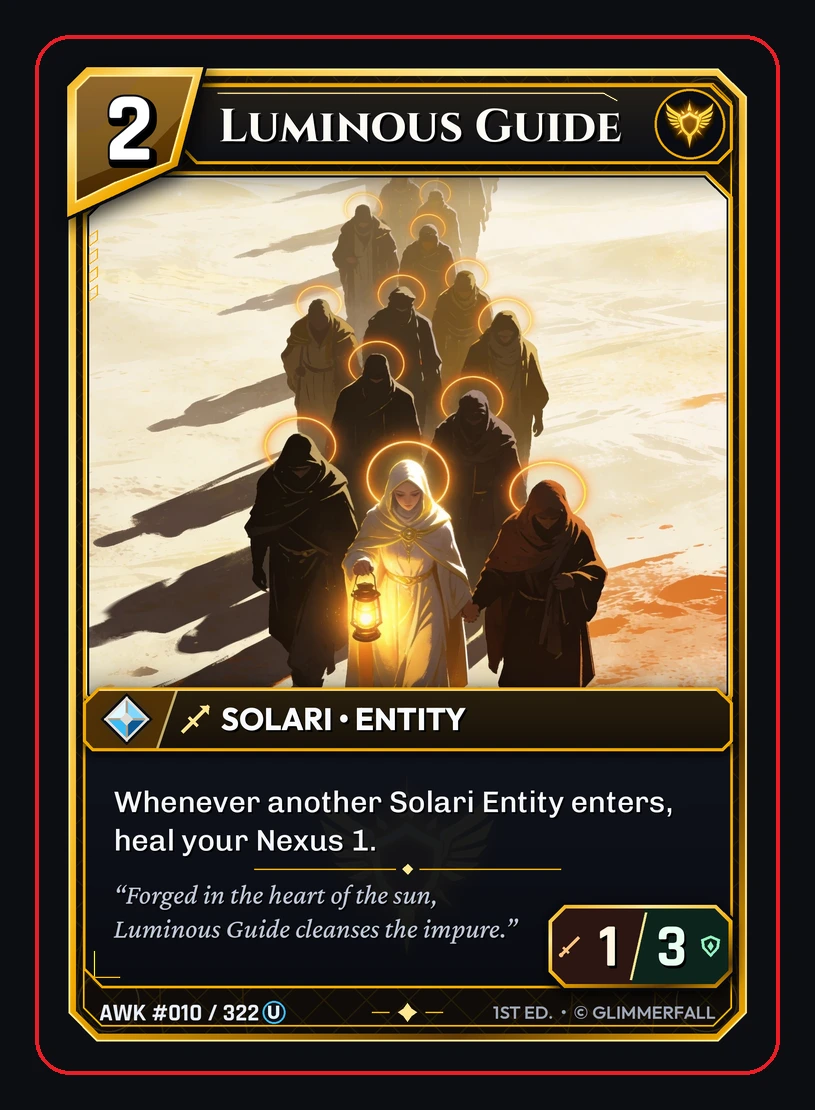 2
LUMINOUS GUIDE
SOLARI • ENTITY
Whenever another Solari Entity enters,
heal your Nexus 1.
“Forged in the heart of the sun,
Luminous Guide cleanses the impure.”
1 / 3
AWK #010 / 322 U
1ST ED. • © GLIMMERFALL